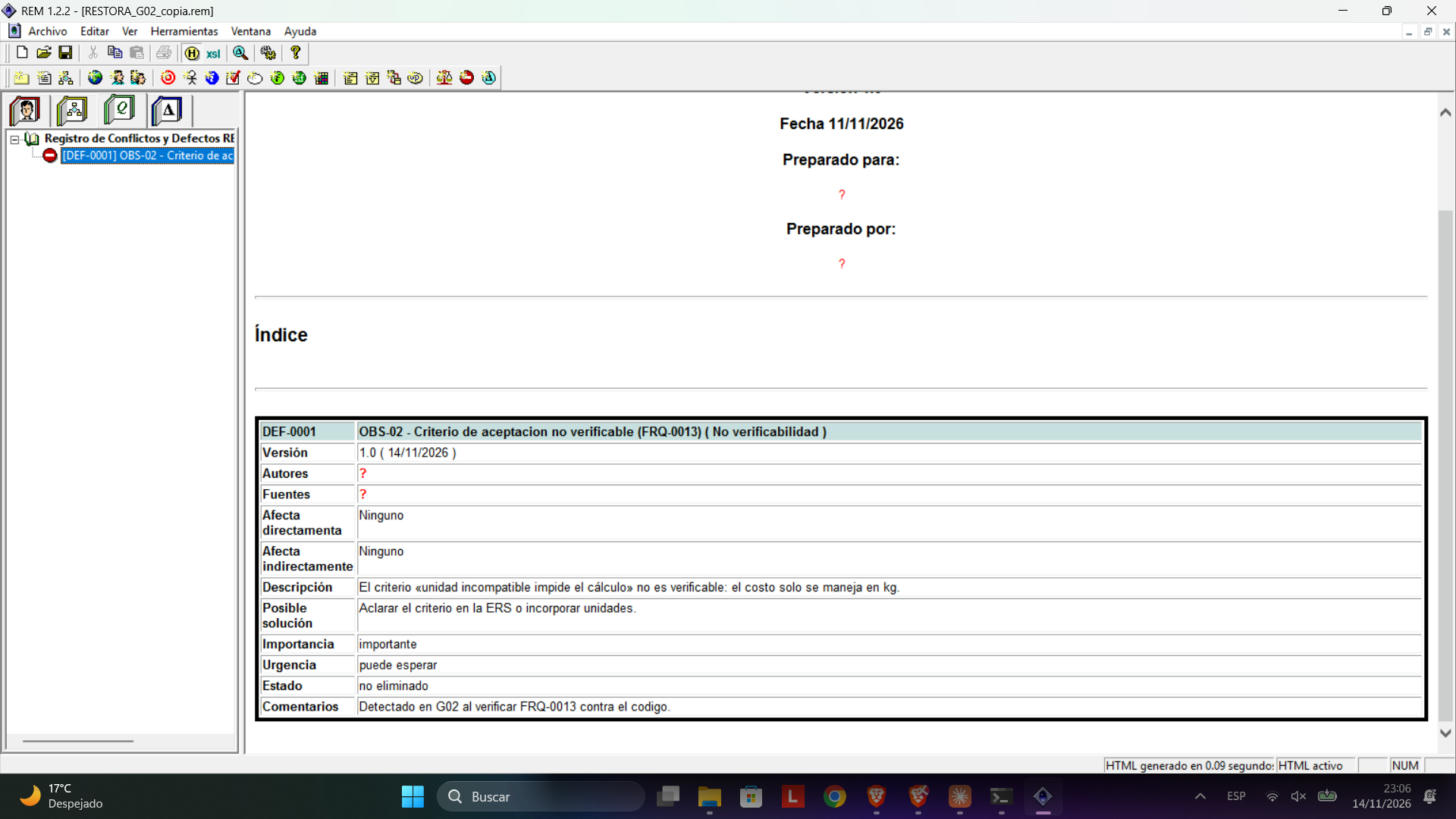 REM 1.2.2 - [RESTORA_G02_copia.rem]
Archivo Editar Ver Herramientas Ventana Ayuda
Registro de Conflictos y Defectos RE
[DEF-0001] OBS-02 - Criterio de ac
Fecha 11/11/2026
Preparado para:
?
Preparado por:
?
Índice
DEF-0001 OBS-02 - Criterio de aceptacion no verificable (FRQ-0013) ( No verificabilidad )
Versión 1.0 ( 14/11/2026 )
Autores ?
Fuentes ?
Afecta directamenta Ninguno
Afecta indirectamente Ninguno
Descripción El criterio «unidad incompatible impide el cálculo» no es verificable: el costo solo se maneja en kg.
Posible solución Aclarar el criterio en la ERS o incorporar unidades.
Importancia importante
Urgencia puede esperar
Estado no eliminado
Comentarios Detectado en G02 al verificar FRQ-0013 contra el codigo.
HTML generado en 0.09 segundo: HTML activo NUM
17°C
Despejado
Buscar
ESP
23:06
14/11/2026